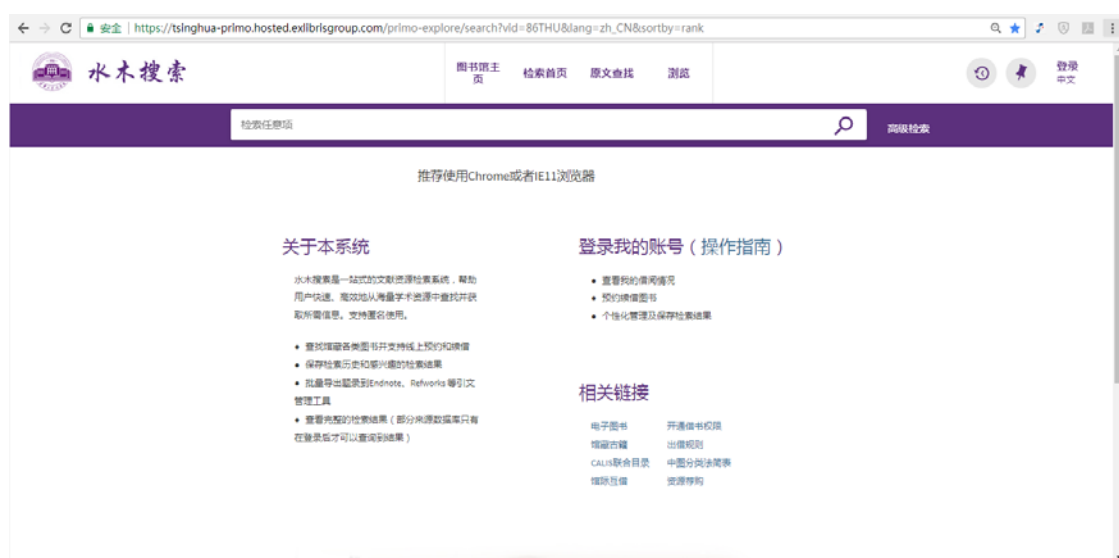 安全 | https://tsinghua-primo.hosted.exlibrisgroup.com/primo-explore/search?vid=86THU&lang=zh_CN&sortby=rank
水木搜索
图书馆主页
检索首页
原文查找
浏览
登录
中文
检索任意项
高级检索
推荐使用Chrome或者IE11浏览器
关于本系统
水木搜索是一站式的文献资源检索系统，帮助
用户快速、高效地从海量学术资源中查找并获
取所需信息。支持匿名使用。
• 查找馆藏各类图书并支持线上预约和续借
• 保存检索历史和感兴趣的检索结果
• 批量导出题录到Endnote、Refworks 等引文
管理工具
• 查看完整的检索结果（部分来源数据库只有
在登录后才可以查询到结果）
登录我的账号（操作指南）
• 查看我的借阅情况
• 预约续借图书
• 个性化管理及保存检索结果
相关链接
电子图书 开通借书权限
馆藏古籍 出借规则
CALIS联合目录 中图分类法简表
馆际互借 资源荐购